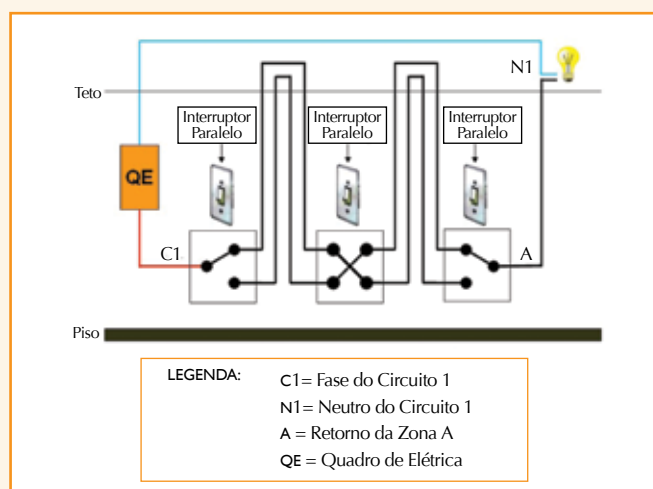 N1
Teto
Interruptor
Paralelo
Interruptor
Paralelo
Interruptor
Paralelo
QE
C1
A
Piso
LEGENDA:
C1= Fase do Circuito 1
N1= Neutro do Circuito 1
A = Retorno da Zona A
QE = Quadro de Elétrica